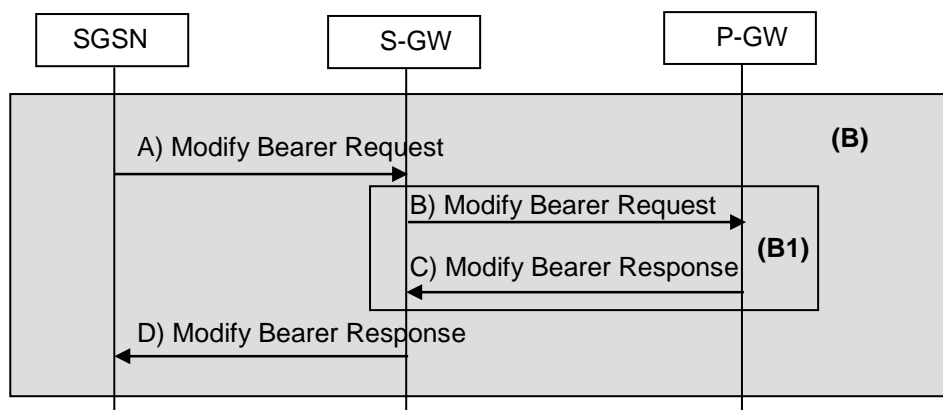 SGSN
S-GW
P-GW
(B)
A) Modify Bearer Request
B) Modify Bearer Request
(B1)
C) Modify Bearer Response
D) Modify Bearer Response